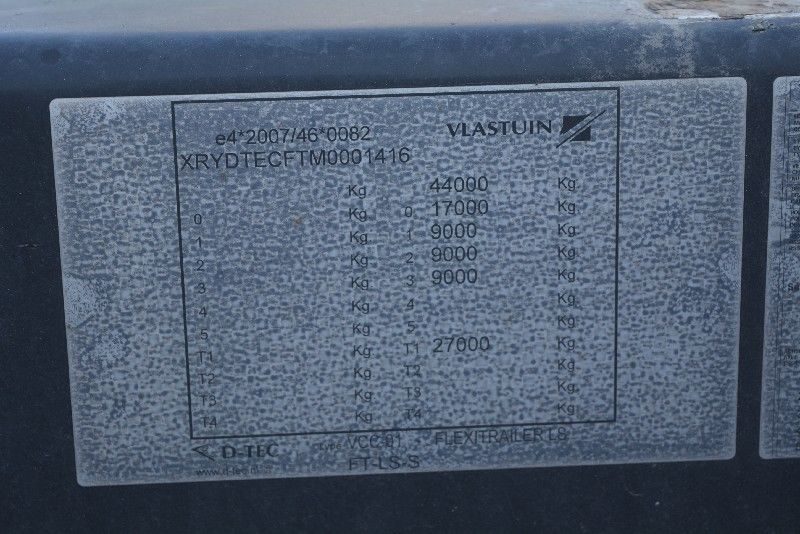 e4*2007/46*0082 VLASTUIN
XRYDTECFTM0001416
Kg 44000 Kg.
0 Kg 0 17000 Kg.
1 Kg 1 9000 Kg.
2 Kg 2 9000 Kg.
3 Kg 3 9000 Kg.
4 Kg 4 Kg.
5 Kg 5 Kg.
T1 Kg T1 27000 Kg.
T2 Kg T2 Kg.
T3 Kg T3 Kg.
T4 Kg T4 Kg.
D-TEC type VCC-81 FLEXITRAILER LS
FT-LS-S